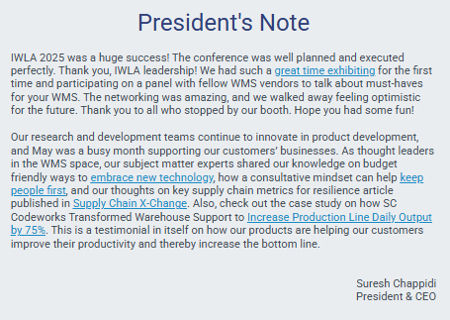 President's Note
IWLA 2025 was a huge success! The conference was well planned and executed
perfectly. Thank you, IWLA leadership! We had such a great time exhibiting for the first
time and participating on a panel with fellow WMS vendors to talk about must-haves
for your WMS. The networking was amazing, and we walked away feeling optimistic
for the future. Thank you to all who stopped by our booth. Hope you had some fun!
Our research and development teams continue to innovate in product development,
and May was a busy month supporting our customers' businesses. As thought leaders
in the WMS space, our subject matter experts shared our knowledge on budget
friendly ways to embrace new technology, how a consultative mindset can help keep
people first, and our thoughts on key supply chain metrics for resilience article
published in Supply Chain X-Change. Also, check out the case study on how SC
Codeworks Transformed Warehouse Support to Increase Production Line Daily Output
by 75%. This is a testimonial in itself on how our products are helping our customers
improve their productivity and thereby increase the bottom line.
Suresh Chappidi
President & CEO